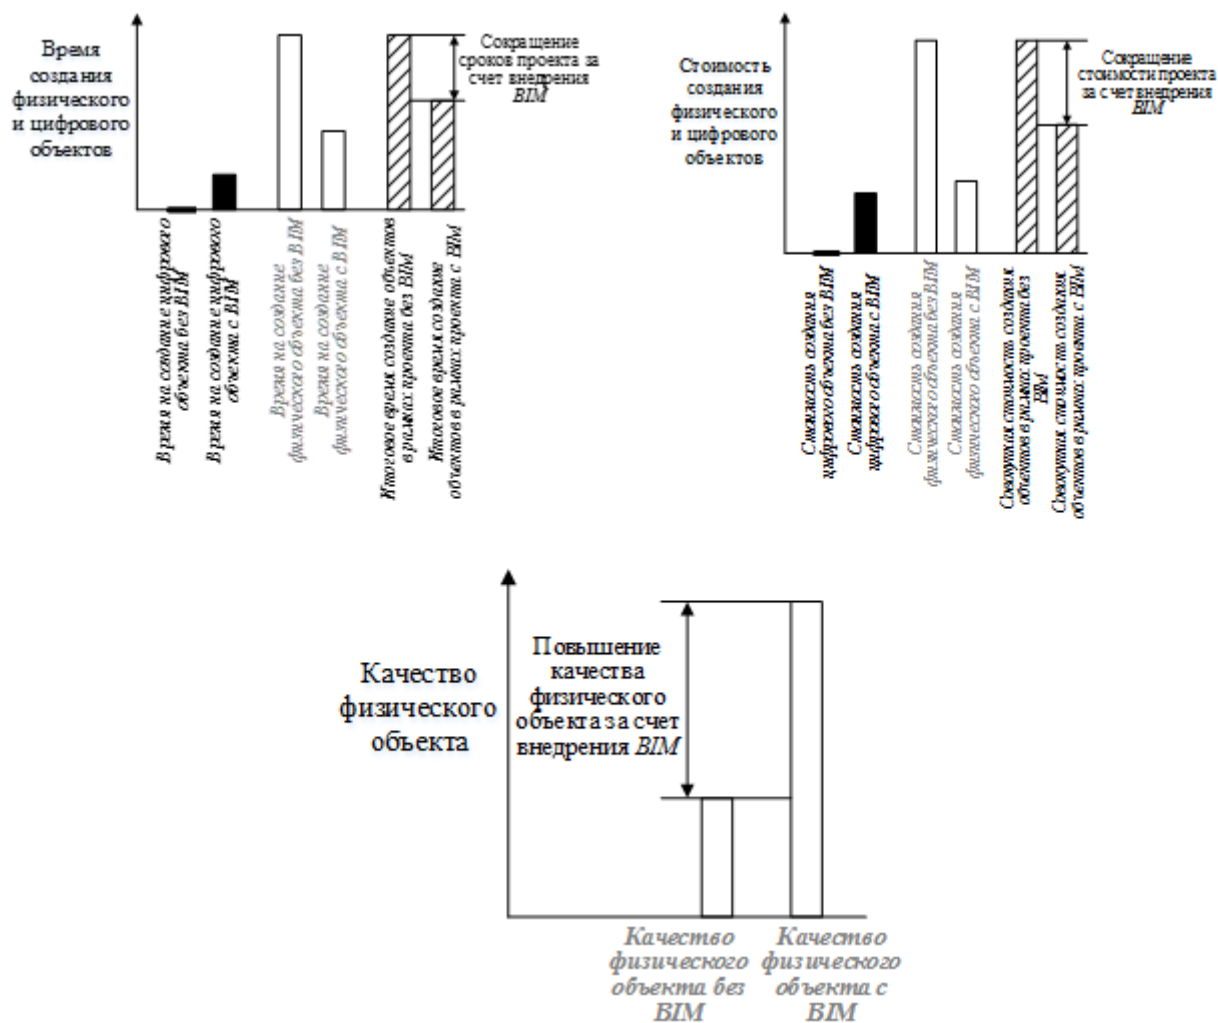 Время
создания
физического
и цифрового
объектов
Сокращение
сроков проекта за
счет внедрения
BIM
Время на создание цифрового
объекта без BIM
Время на создание цифрового
объекта с BIM
Время на создание
физического объекта без BIM
Время на создание
физического объекта с BIM
Итоговое время создание объектов
в рамках проекта без BIM
Итоговое время создание
объектов в рамках проекта с BIM
Стоимость
создания
физического
и цифрового
объектов
Сокращение
стоимости проекта
за счет внедрения
BIM
Стоимость создания
цифрового объекта без BIM
Стоимость создания
цифрового объекта с BIM
Стоимость создания
физического объекта без BIM
Стоимость создания
физического объекта с BIM
Совокупная стоимость создания
объектов в рамках проекта без
BIM
Совокупная стоимость создания
объектов в рамках проекта с BIM
Качество
физического
объекта
Повышение
качества
физического
объекта за счет
внедрения BIM
Качество
физического
объекта без
BIM
Качество
физического
объекта с
BIM